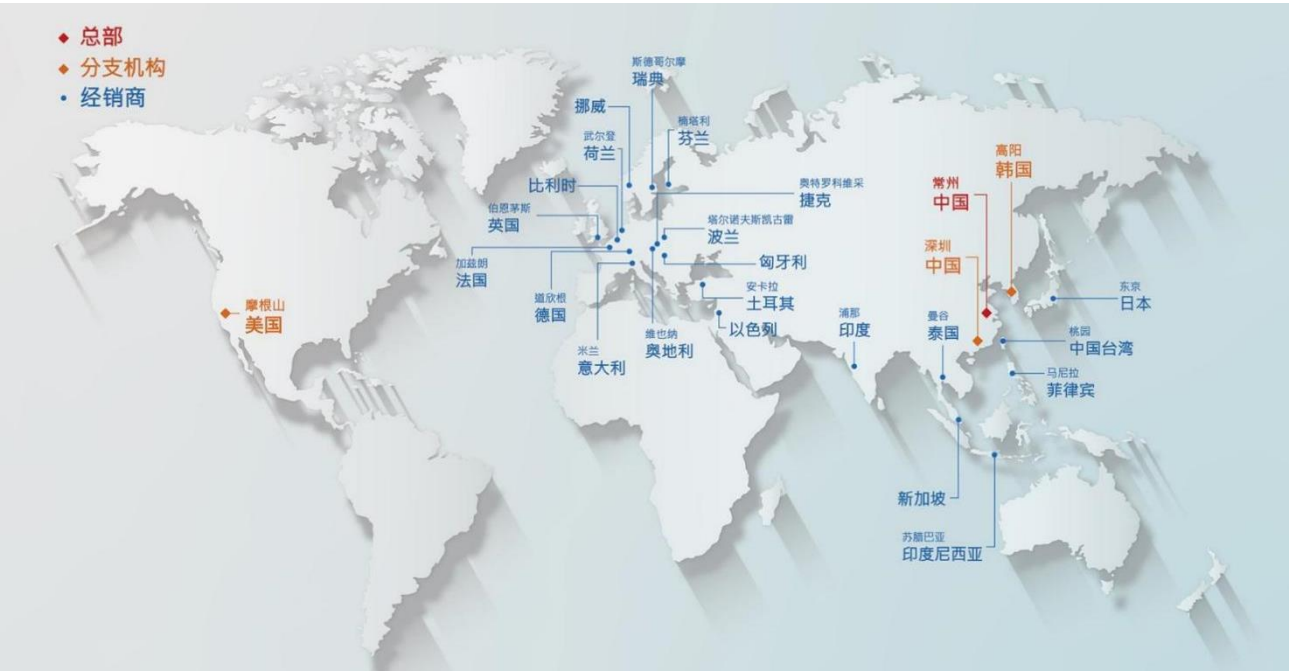 总部
分支机构
经销商
斯德哥尔摩
瑞典
挪威
楠塔利
芬兰
武尔登
荷兰
比利时
伯恩茅斯
英国
加兹朗
法国
道欣根
德国
米兰
意大利
维也纳
奥地利
奥特罗科维采
捷克
塔尔诺夫斯凯古雷
波兰
匈牙利
安卡拉
土耳其
以色列
摩根山
美国
浦那
印度
曼谷
泰国
高阳
韩国
常州
中国
深圳
中国
东京
日本
桃园
中国台湾
马尼拉
菲律宾
新加坡
苏腊巴亚
印度尼西亚